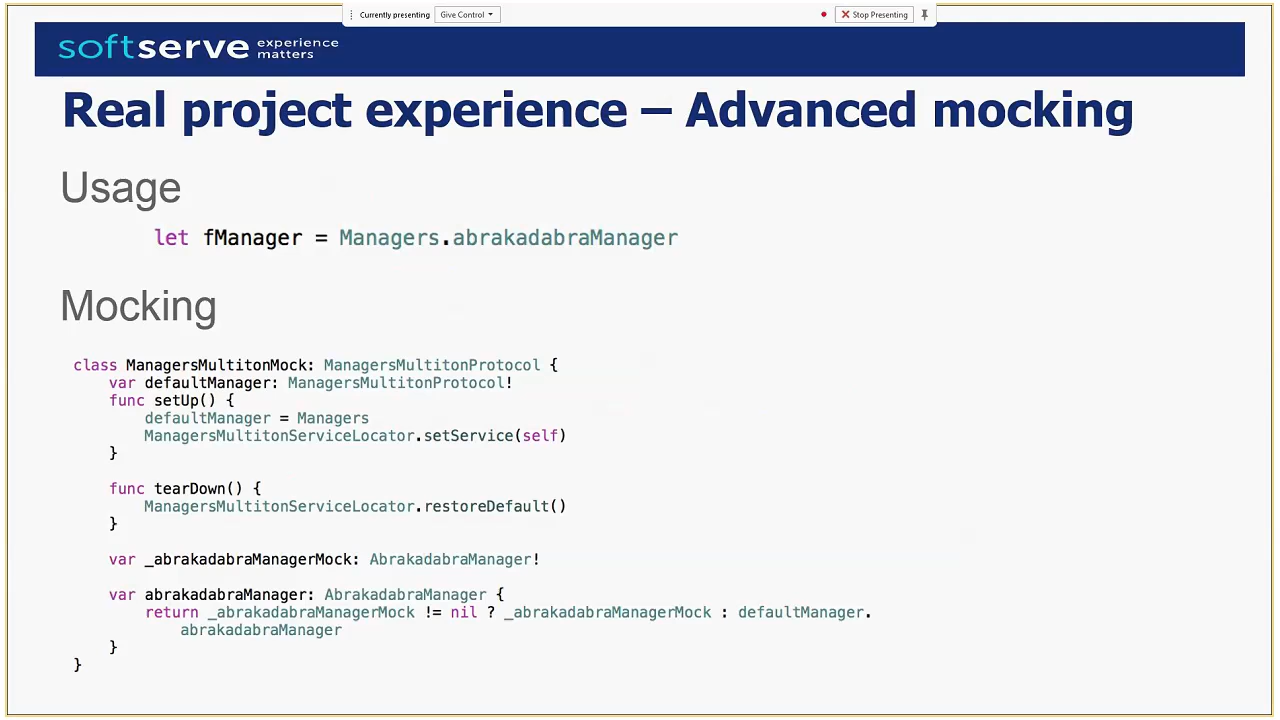 Currently presenting
Give Control
Stop Presenting
softserve experience matters
Real project experience – Advanced mocking
Usage
let fManager = Managers.abrakadabraManager
Mocking
class ManagersMultitonMock: ManagersMultitonProtocol {
var defaultManager: ManagersMultitonProtocol!
func setUp() {
defaultManager = Managers
ManagersMultitonServiceLocator.setService(self)
}
func tearDown() {
ManagersMultitonServiceLocator.restoreDefault()
}
var _abrakadabraManagerMock: AbrakadabraManager!
var abrakadabraManager: AbrakadabraManager {
return _abrakadabraManagerMock != nil ? _abrakadabraManagerMock : defaultManager.
abrakadabraManager
}
}